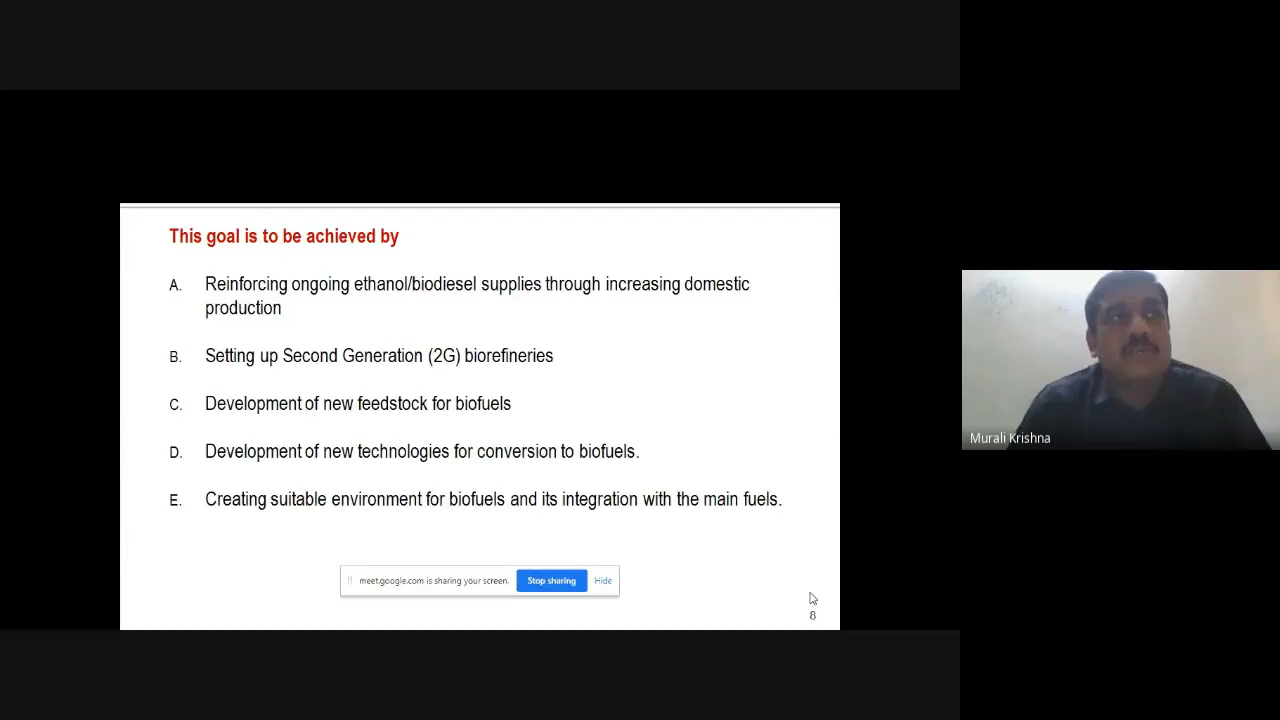 This goal is to be achieved by
A. Reinforcing ongoing ethanol/biodiesel supplies through increasing domestic
production
B. Setting up Second Generation (2G) biorefineries
C. Development of new feedstock for biofuels
D. Development of new technologies for conversion to biofuels.
E. Creating suitable environment for biofuels and its integration with the main fuels.
meet.google.com is sharing your screen. Stop sharing Hide
8
Murali Krishna